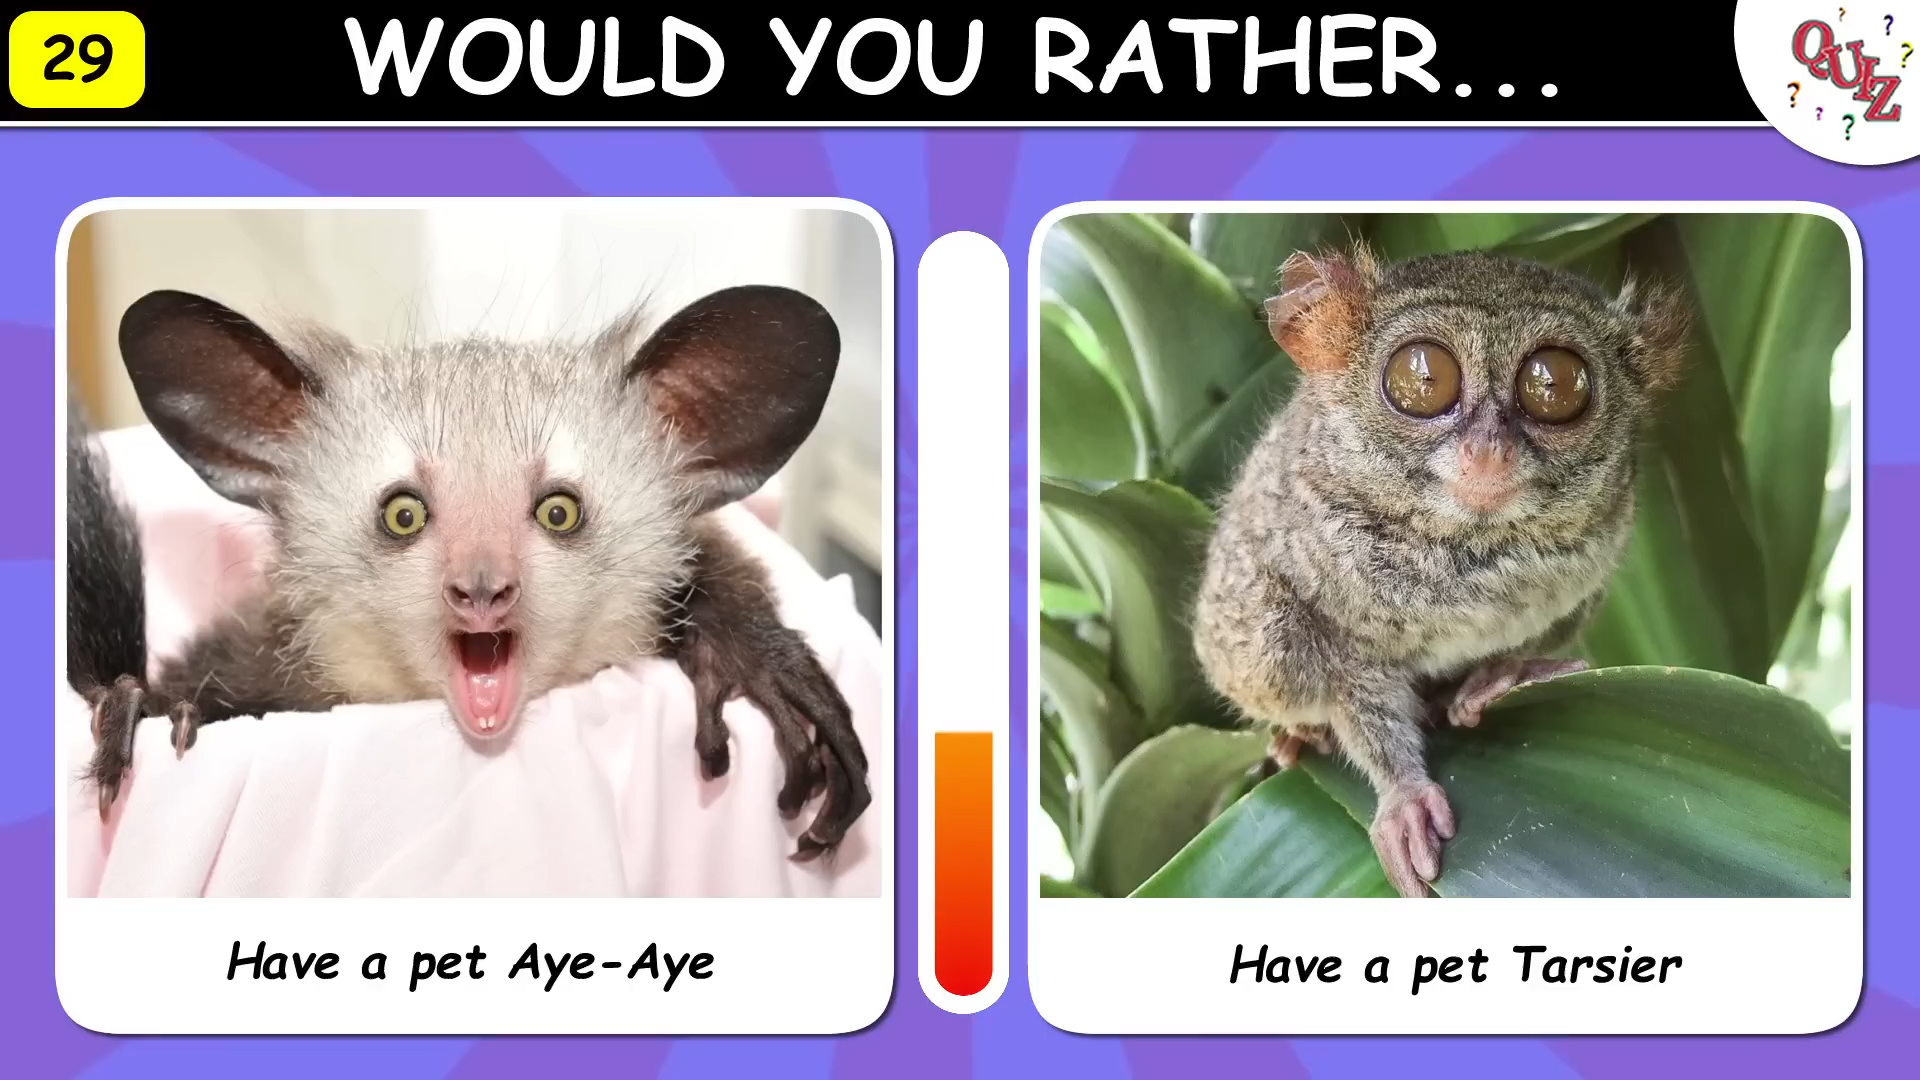 29
WOULD YOU RATHER...
QUIZ
? ? ? ? ? ?
Have a pet Aye-Aye
Have a pet Tarsier